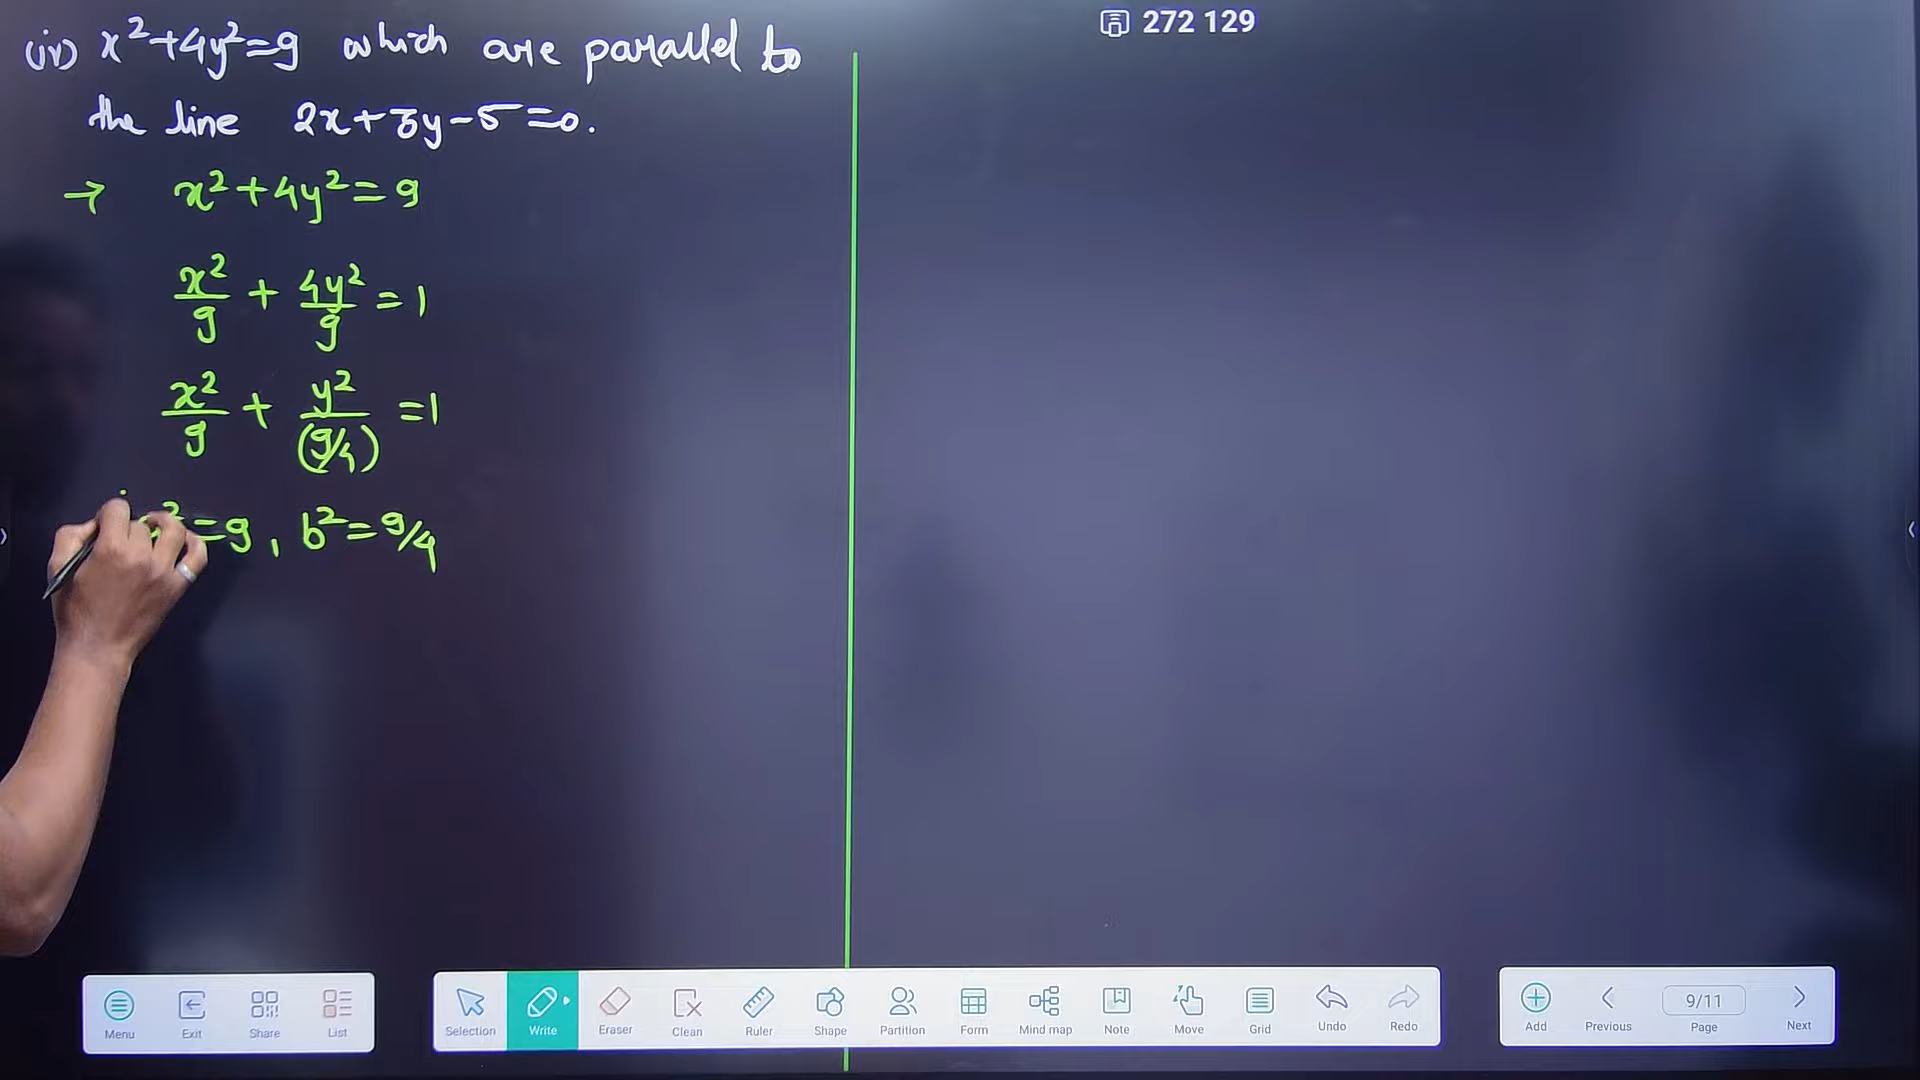 (iv) x²+4y²=9 which are parallel to
the line 2x+3y-5=0.
→ x²+4y²=9
x²/9 + 4y²/9 = 1
x²/9 + y²/(9/4) = 1
²=9, b²=9/4
272 129
Menu Exit Share List
Selection Write Eraser Clean Ruler Shape Partition Form Mind map Note Move Grid Undo Redo
Add Previous 9/11 Page Next